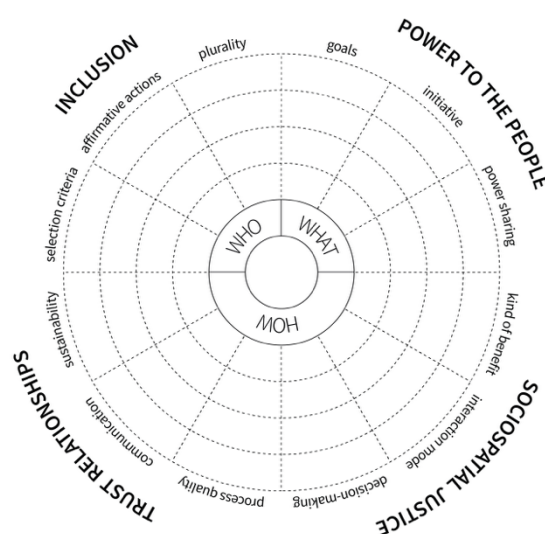 INCLUSION
POWER TO THE PEOPLE
SOCIOSPATIAL JUSTICE
TRUST RELATIONSHIPS
plurality
goals
initiative
power sharing
kind of benefit
interaction mode
decision-making
process quality
communication
sustainability
selection criteria
affirmative actions
WHO
WHAT
HOW